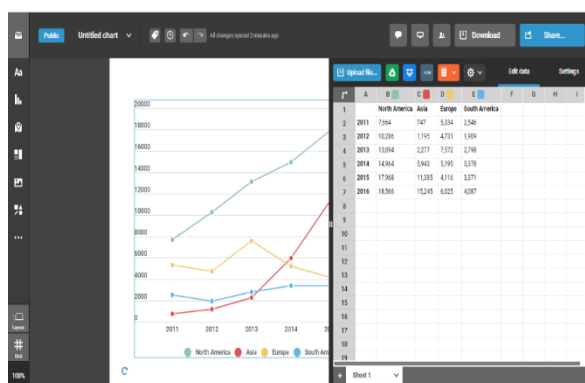 Public Untitled chart All changes synced 2 minutes ago Download Share...
Upload file... Edit data Settings
Aa
A B C D E F G H I
1 North America Asia Europe South America
2 2011 7,664 747 5,334 2,546
3 2012 10,286 1,195 4,731 1,909
4 2013 13,094 2,277 7,572 2,798
5 2014 14,964 5,943 5,195 3,378
6 2015 17,968 11,385 4,116 3,371
7 2016 18,566 15,245 6,025 4,087
8
9
10
11
12
13
14
15
16
17
18
19
20000
18000
16000
14000
12000
10000
8000
6000
4000
2000
0
2011 2012 2013 2014 20
North America Asia Europe South Am
Layout
Grid
100%
+ Sheet 1